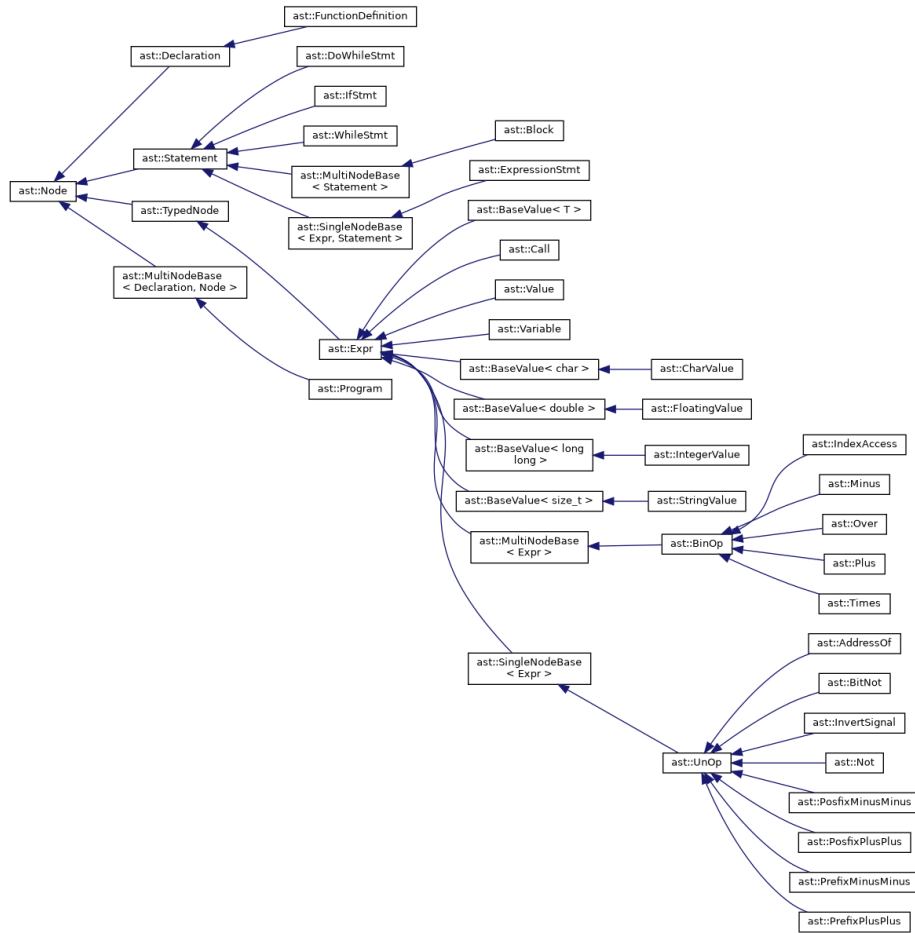 ast::FunctionDefinition
ast::Declaration
ast::DoWhileStmt
ast::IfStmt
ast::WhileStmt
ast::Block
ast::Statement
ast::MultiNodeBase
< Statement >
ast::ExpressionStmt
ast::Node
ast::TypedNode
ast::SingleNodeBase
< Expr, Statement >
ast::BaseValue< T >
ast::Call
ast::MultiNodeBase
< Declaration, Node >
ast::Value
ast::Variable
ast::Expr
ast::Program
ast::BaseValue< char >
ast::CharValue
ast::BaseValue< double >
ast::FloatingValue
ast::BaseValue< long
long >
ast::IntegerValue
ast::BaseValue< size_t >
ast::StringValue
ast::IndexAccess
ast::Minus
ast::MultiNodeBase
< Expr >
ast::BinOp
ast::Over
ast::Plus
ast::Times
ast::SingleNodeBase
< Expr >
ast::AddressOf
ast::BitNot
ast::InvertSignal
ast::UnOp
ast::Not
ast::PosfixMinusMinus
ast::PosfixPlusPlus
ast::PrefixMinusMinus
ast::PrefixPlusPlus